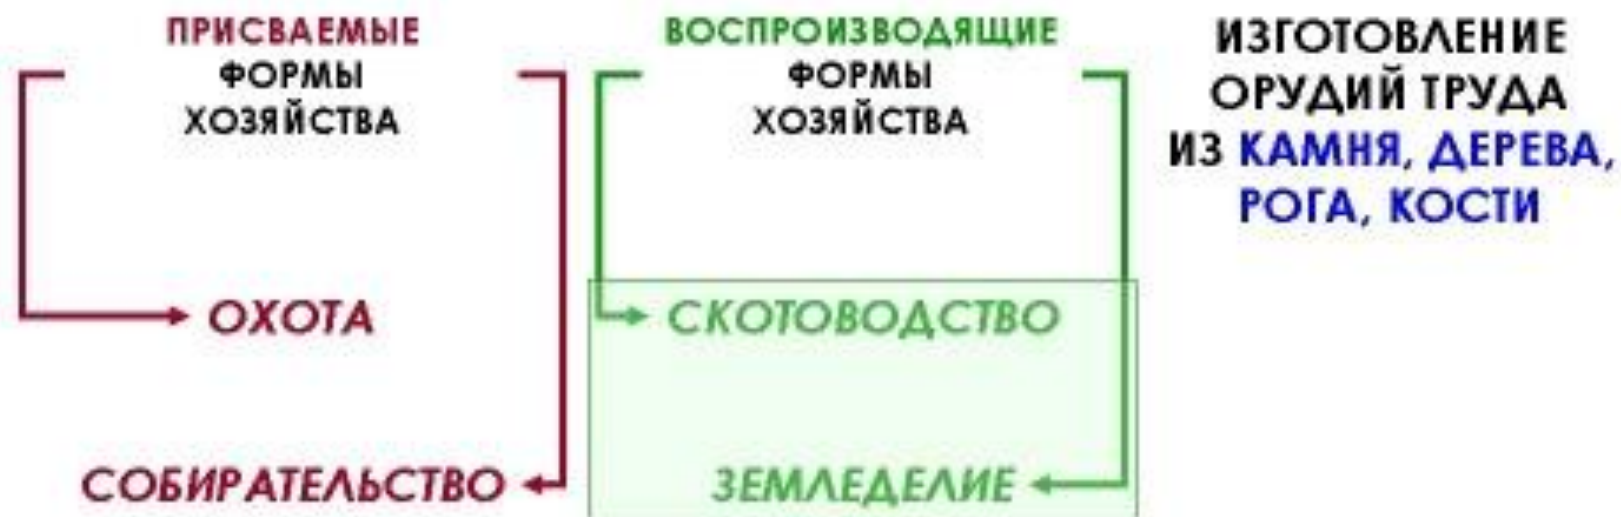 ПРИСВАЕМЫЕ
ФОРМЫ
ХОЗЯЙСТВА
ОХОТА
СОБИРАТЕЛЬСТВО
ВОСПРОИЗВОДЯЩИЕ
ФОРМЫ
ХОЗЯЙСТВА
СКОТОВОДСТВО
ЗЕМЛЕДЕЛИЕ
ИЗГОТОВЛЕНИЕ
ОРУДИЙ ТРУДА
ИЗ КАМНЯ, ДЕРЕВА,
РОГА, КОСТИ